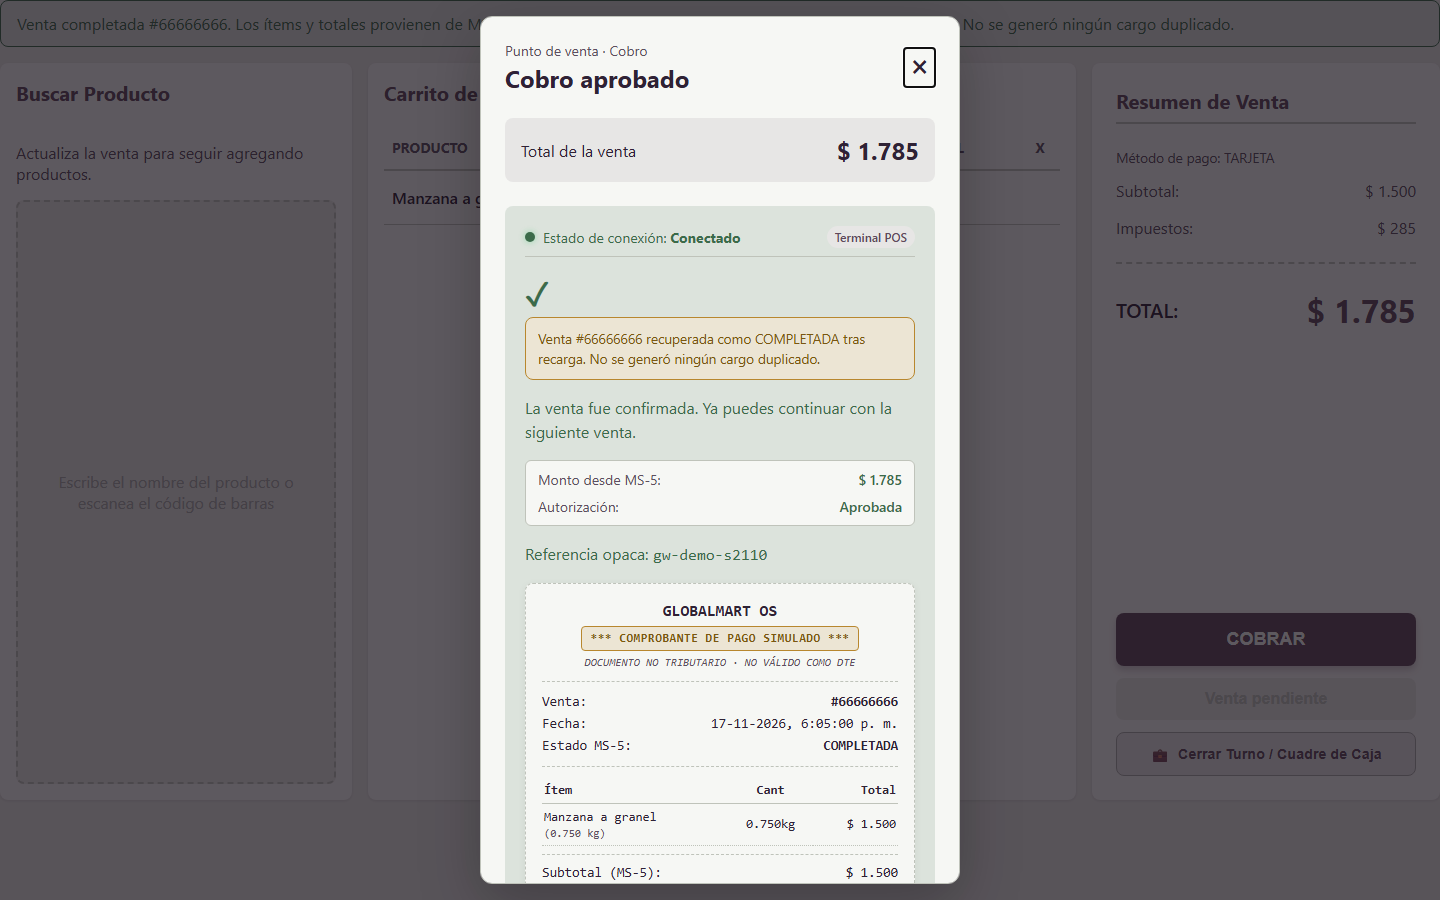 Venta completada #66666666. Los ítems y totales provienen de M
No se generó ningún cargo duplicado.
Buscar Producto
Actualiza la venta para seguir agregando
productos.
Escribe el nombre del producto o
escanea el código de barras
Carrito de
PRODUCTO
X
Manzana a g
Punto de venta · Cobro
Cobro aprobado
×
Total de la venta
$ 1.785
Estado de conexión: Conectado
Terminal POS
✓
Venta #66666666 recuperada como COMPLETADA tras
recarga. No se generó ningún cargo duplicado.
La venta fue confirmada. Ya puedes continuar con la
siguiente venta.
Monto desde MS-5: $ 1.785
Autorización: Aprobada
Referencia opaca: gw-demo-s2110
GLOBALMART OS
*** COMPROBANTE DE PAGO SIMULADO ***
DOCUMENTO NO TRIBUTARIO · NO VÁLIDO COMO DTE
Venta: #66666666
Fecha: 17-11-2026, 6:05:00 p. m.
Estado MS-5: COMPLETADA
Ítem Cant Total
Manzana a granel 0.750kg $ 1.500
(0.750 kg)
Subtotal (MS-5): $ 1.500
Resumen de Venta
Método de pago: TARJETA
Subtotal: $ 1.500
Impuestos: $ 285
TOTAL: $ 1.785
COBRAR
Venta pendiente
Cerrar Turno / Cuadre de Caja